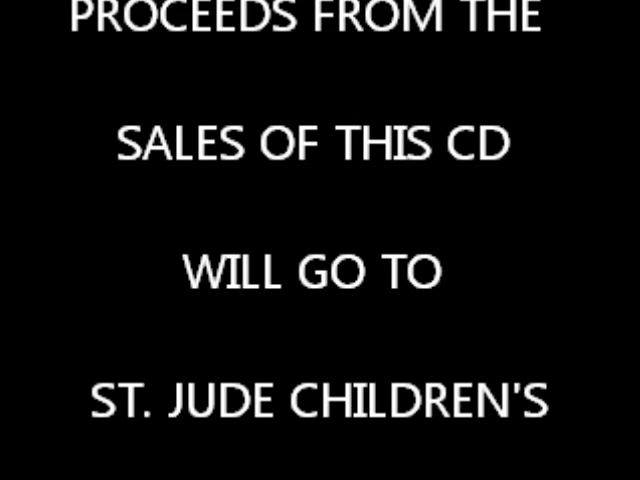 PROCEEDS FROM THE
SALES OF THIS CD
WILL GO TO
ST. JUDE CHILDREN'S